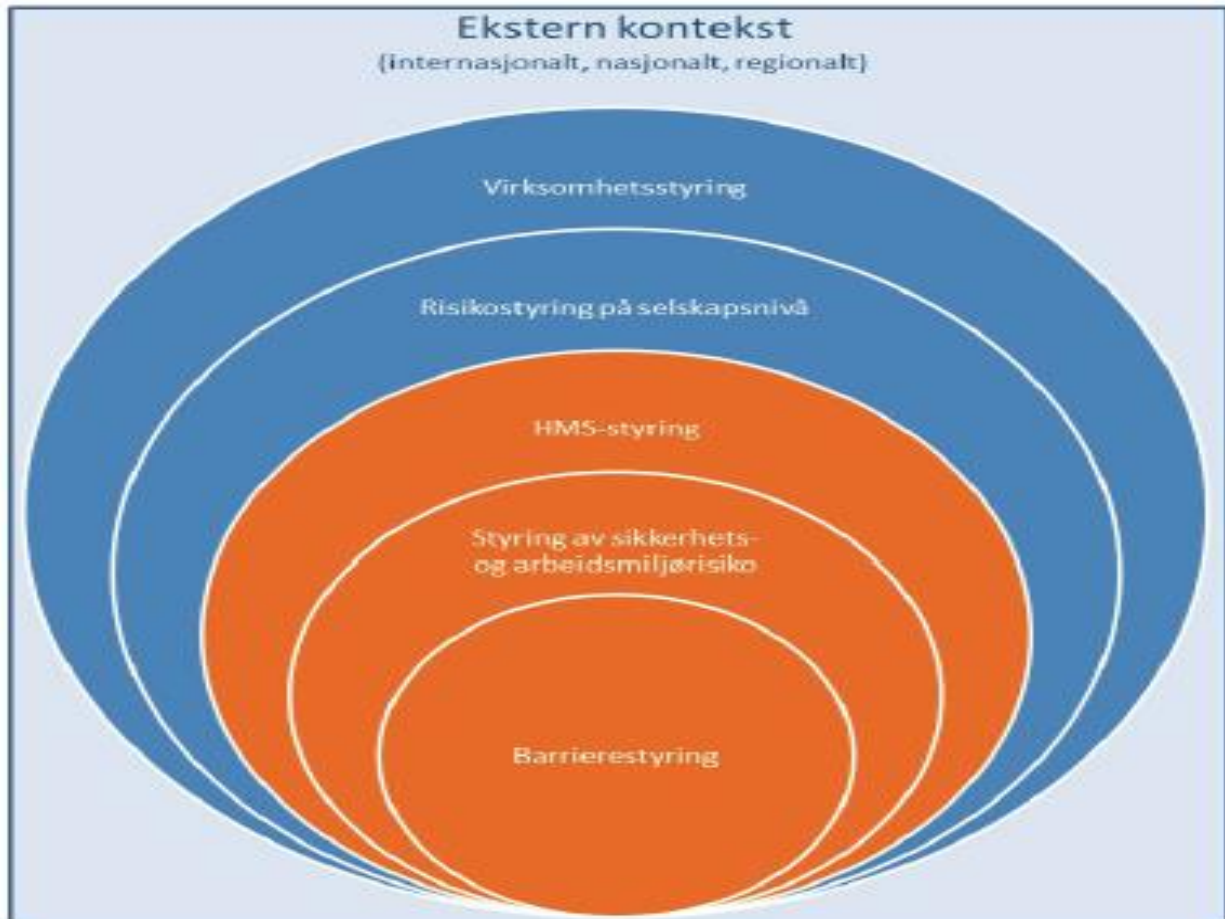 Ekstern kontekst
(internasjonalt, nasjonalt, regionalt)
Virksomhetsstyring
Risikostyring på selskapsnivå
HMS-styring
Styring av sikkerhets-
og arbeidsmiljørisiko
Barrierestyring